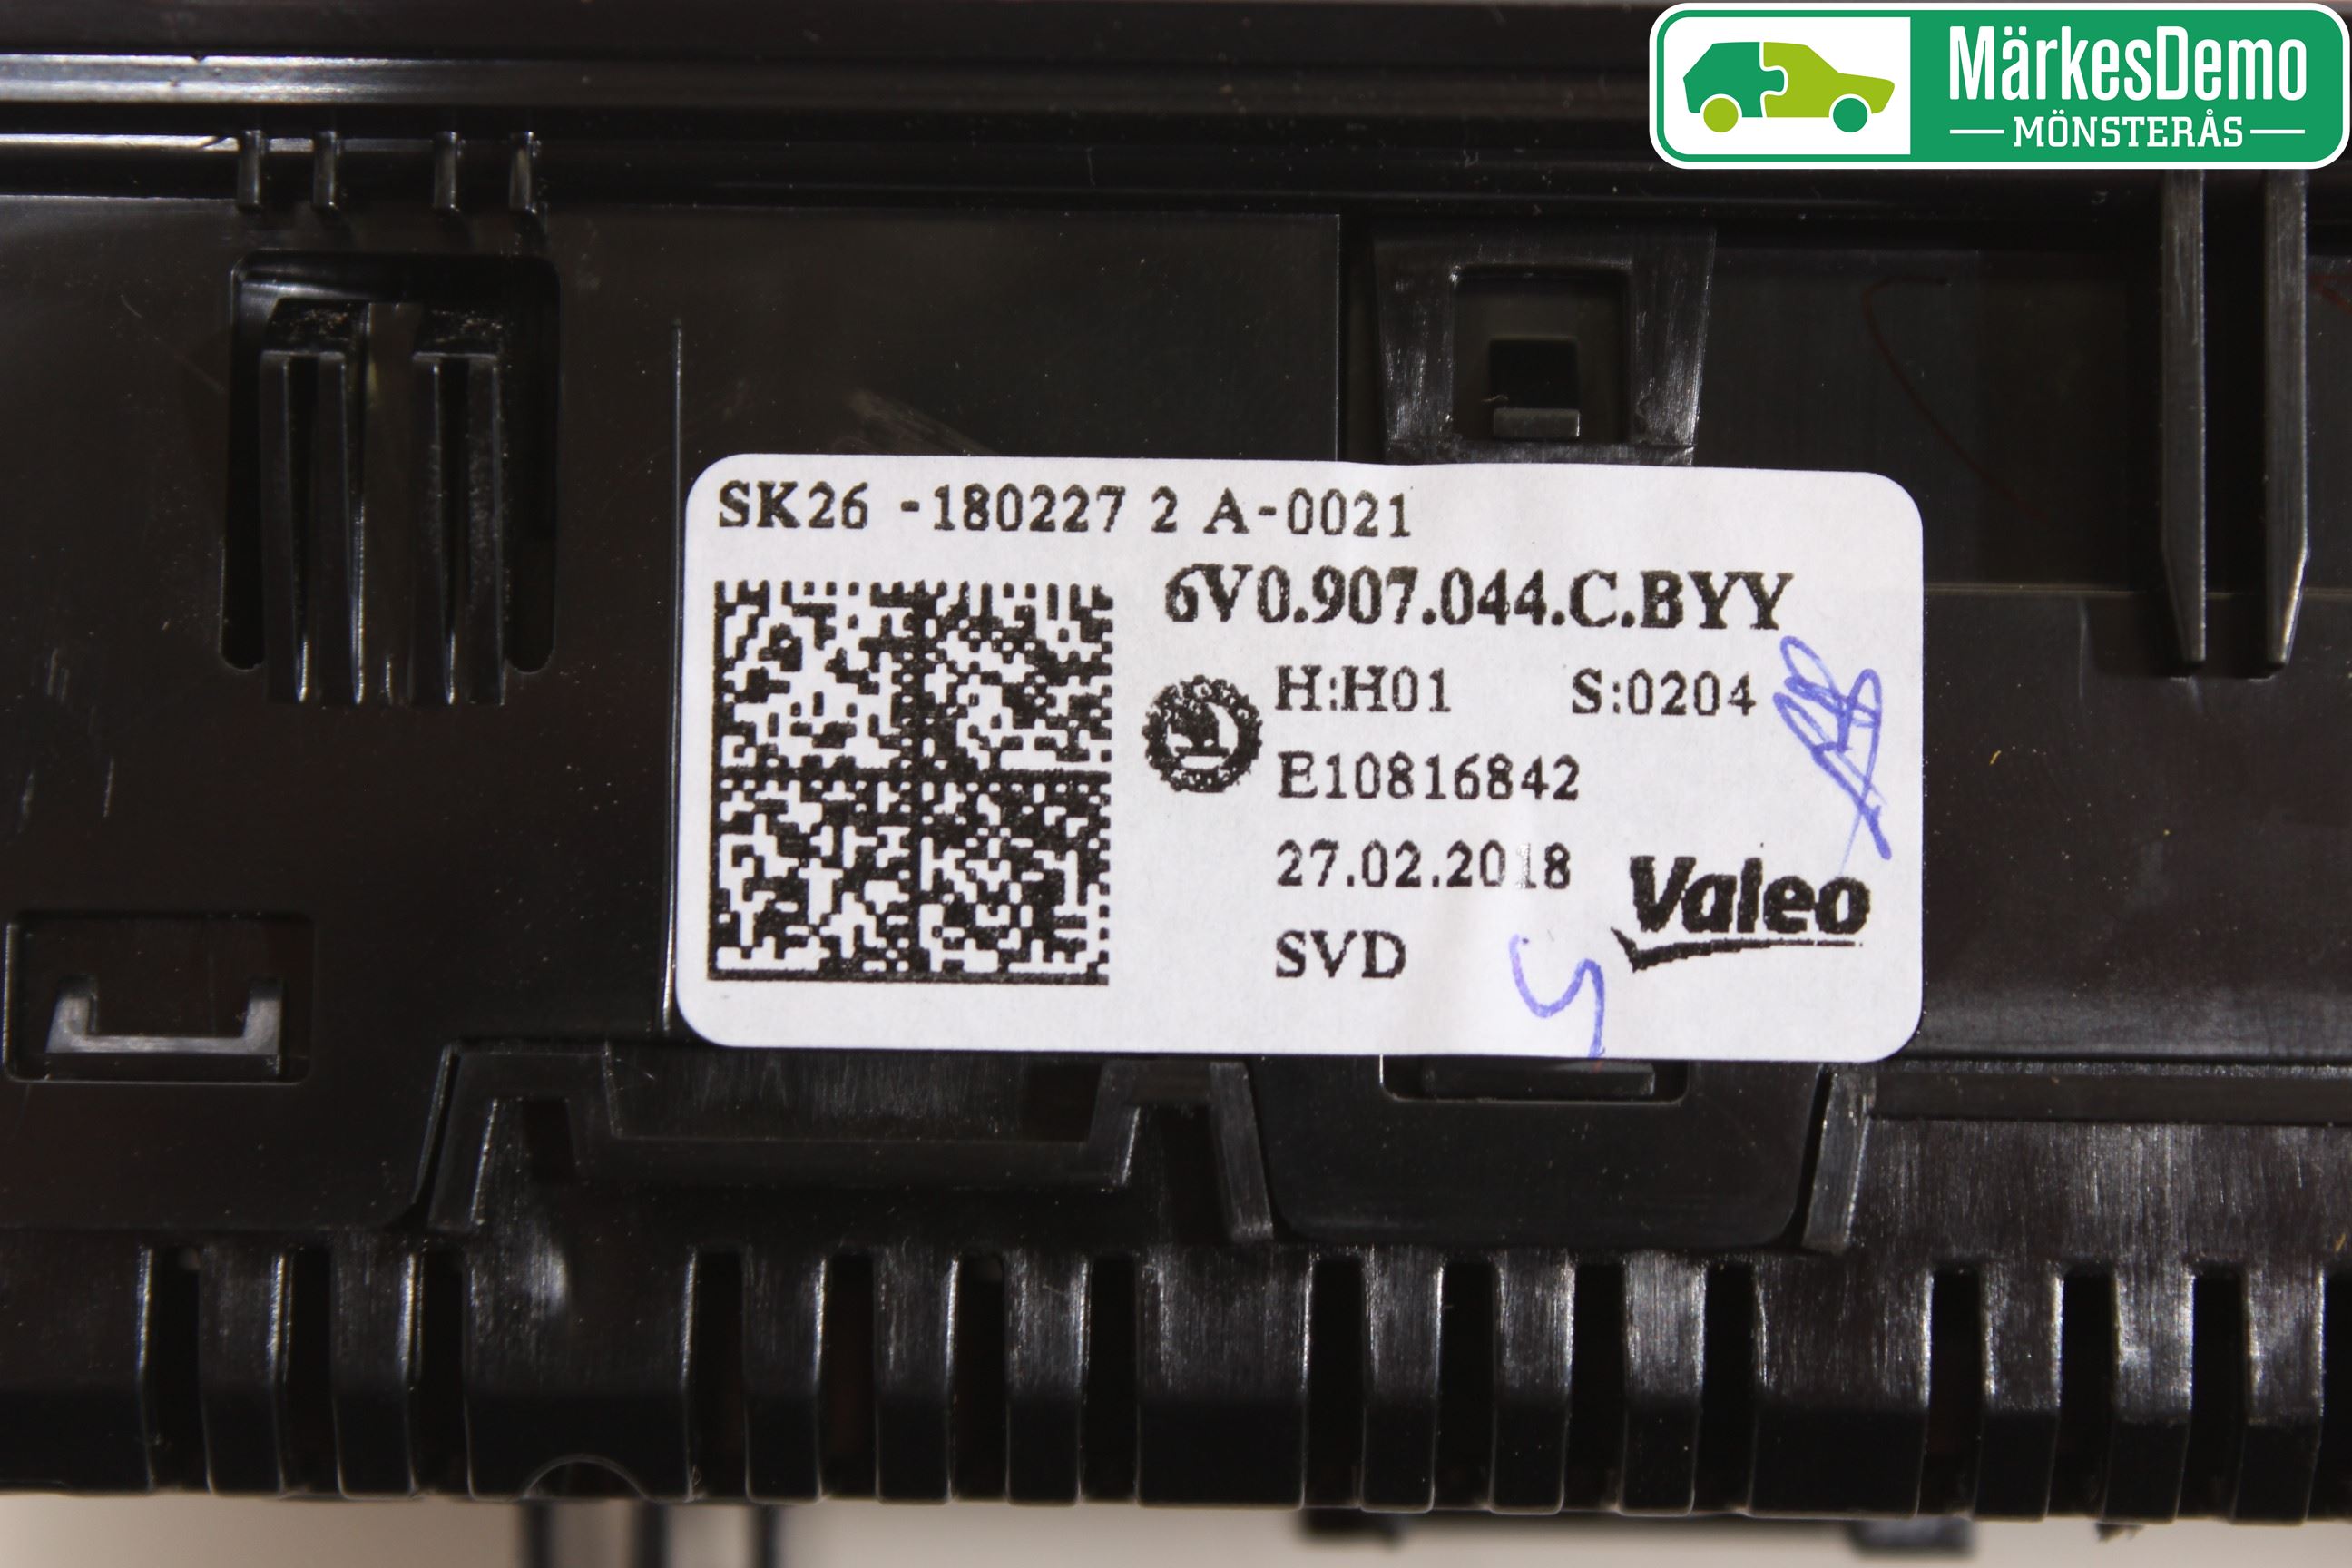 MärkesDemo
MÖNSTERÅS
SK26 -180227 2 A-0021
6V0.907.044.C.BYY
H:H01 S:0204
E10816842
27.02.2018
Valeo
SVD